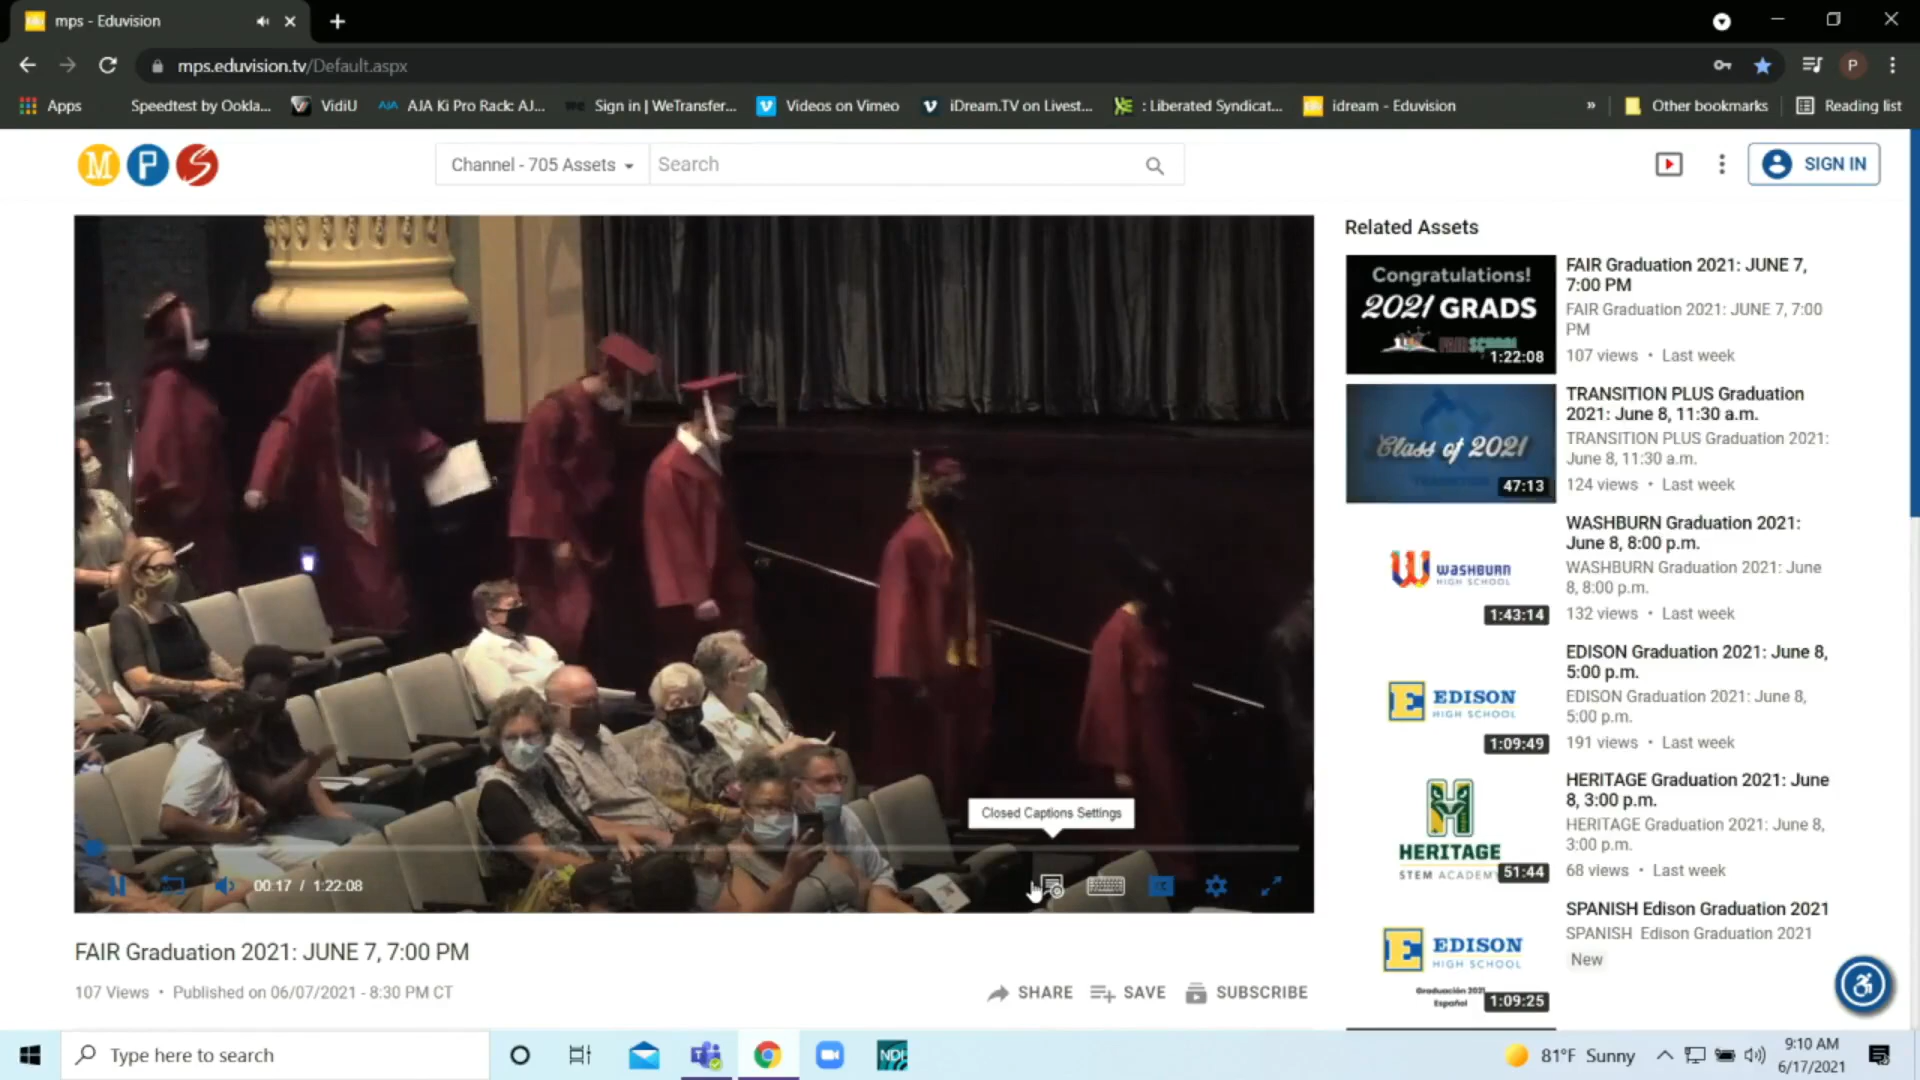 mps - Eduvision
mps.eduvision.tv/Default.aspx
P
Apps
Speedtest by Ookla...
VidiU
AJA Ki Pro Rack: AJ...
Sign in | WeTransfer...
Videos on Vimeo
iDream.TV on Livest...
: Liberated Syndicat...
idream - Eduvision
»
Other bookmarks
Reading list
M P S
Channel - 705 Assets
Search
SIGN IN
Closed Captions Settings
00:17 / 1:22:08
FAIR Graduation 2021: JUNE 7, 7:00 PM
107 Views • Published on 06/07/2021 - 8:30 PM CT
SHARE
SAVE
SUBSCRIBE
Related Assets
Congratulations!
2021 GRADS
FAIR SCHOOL
1:22:08
FAIR Graduation 2021: JUNE 7,
7:00 PM
FAIR Graduation 2021: JUNE 7, 7:00
PM
107 views • Last week
Class of 2021
47:13
TRANSITION PLUS Graduation
2021: June 8, 11:30 a.m.
TRANSITION PLUS Graduation 2021:
June 8, 11:30 a.m.
124 views • Last week
W WASHBURN
HIGH SCHOOL
1:43:14
WASHBURN Graduation 2021:
June 8, 8:00 p.m.
WASHBURN Graduation 2021: June
8, 8:00 p.m.
132 views • Last week
E EDISON
HIGH SCHOOL
1:09:49
EDISON Graduation 2021: June 8,
5:00 p.m.
EDISON Graduation 2021: June 8,
5:00 p.m.
191 views • Last week
H
HERITAGE
STEM ACADEMY
51:44
HERITAGE Graduation 2021: June
8, 3:00 p.m.
HERITAGE Graduation 2021: June 8,
3:00 p.m.
68 views • Last week
E EDISON
HIGH SCHOOL
Graduación 2021
Español
1:09:25
SPANISH Edison Graduation 2021
SPANISH Edison Graduation 2021
New
Type here to search
NDI
81°F Sunny
9:10 AM
6/17/2021